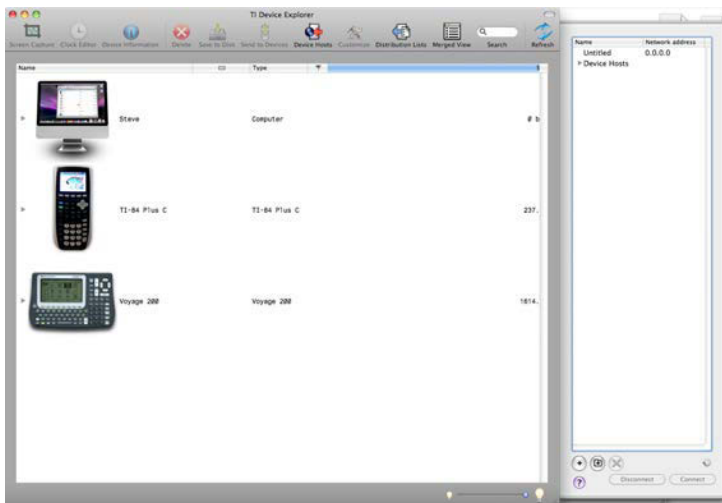 TI Device Explorer
Screen Capture Clock Editor Device Information Delete Save to Disk Send to Devices Device Hosts Customize Distribution Lists Merged View Search Refresh
Name Type
Steve Computer 0 b
TI-84 Plus C TI-84 Plus C 237.
Voyage 200 Voyage 200 1614.
Name Network address
Untitled 0.0.0.0
Device Hosts
Disconnect Connect